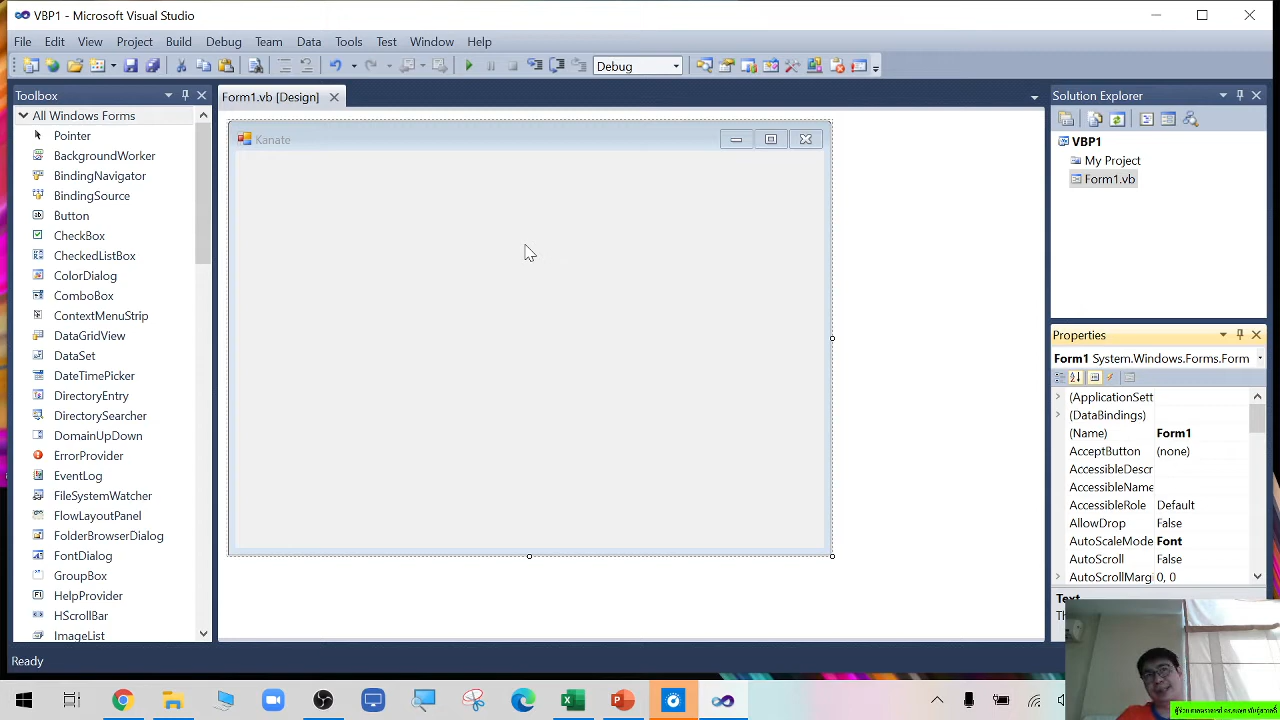 VBP1 - Microsoft Visual Studio
File Edit View Project Build Debug Team Data Tools Test Window Help
Debug
Toolbox
All Windows Forms
Pointer
BackgroundWorker
BindingNavigator
BindingSource
Button
CheckBox
CheckedListBox
ColorDialog
ComboBox
ContextMenuStrip
DataGridView
DataSet
DateTimePicker
DirectoryEntry
DirectorySearcher
DomainUpDown
ErrorProvider
EventLog
FileSystemWatcher
FlowLayoutPanel
FolderBrowserDialog
FontDialog
GroupBox
HelpProvider
HScrollBar
ImageList
Form1.vb [Design]
Kanate
Solution Explorer
VBP1
My Project
Form1.vb
Properties
Form1 System.Windows.Forms.Form
(ApplicationSett
(DataBindings)
(Name) Form1
AcceptButton (none)
AccessibleDescr
AccessibleName
AccessibleRole Default
AllowDrop False
AutoScaleMode Font
AutoScroll False
AutoScrollMargi 0, 0
Text
Ready